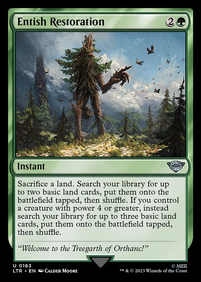 Entish Restoration 2
Instant
Sacrifice a land. Search your library for up
to two basic land cards, put them onto the
battlefield tapped, then shuffle. If you control
a creature with power 4 or greater, instead
search your library for up to three basic land
cards, put them onto the battlefield tapped,
then shuffle.
"Welcome to the Treegarth of Orthanc!"
U 0163
LTR • EN CALDER MOORE
© MEE
™ & © 2023 Wizards of the Coast